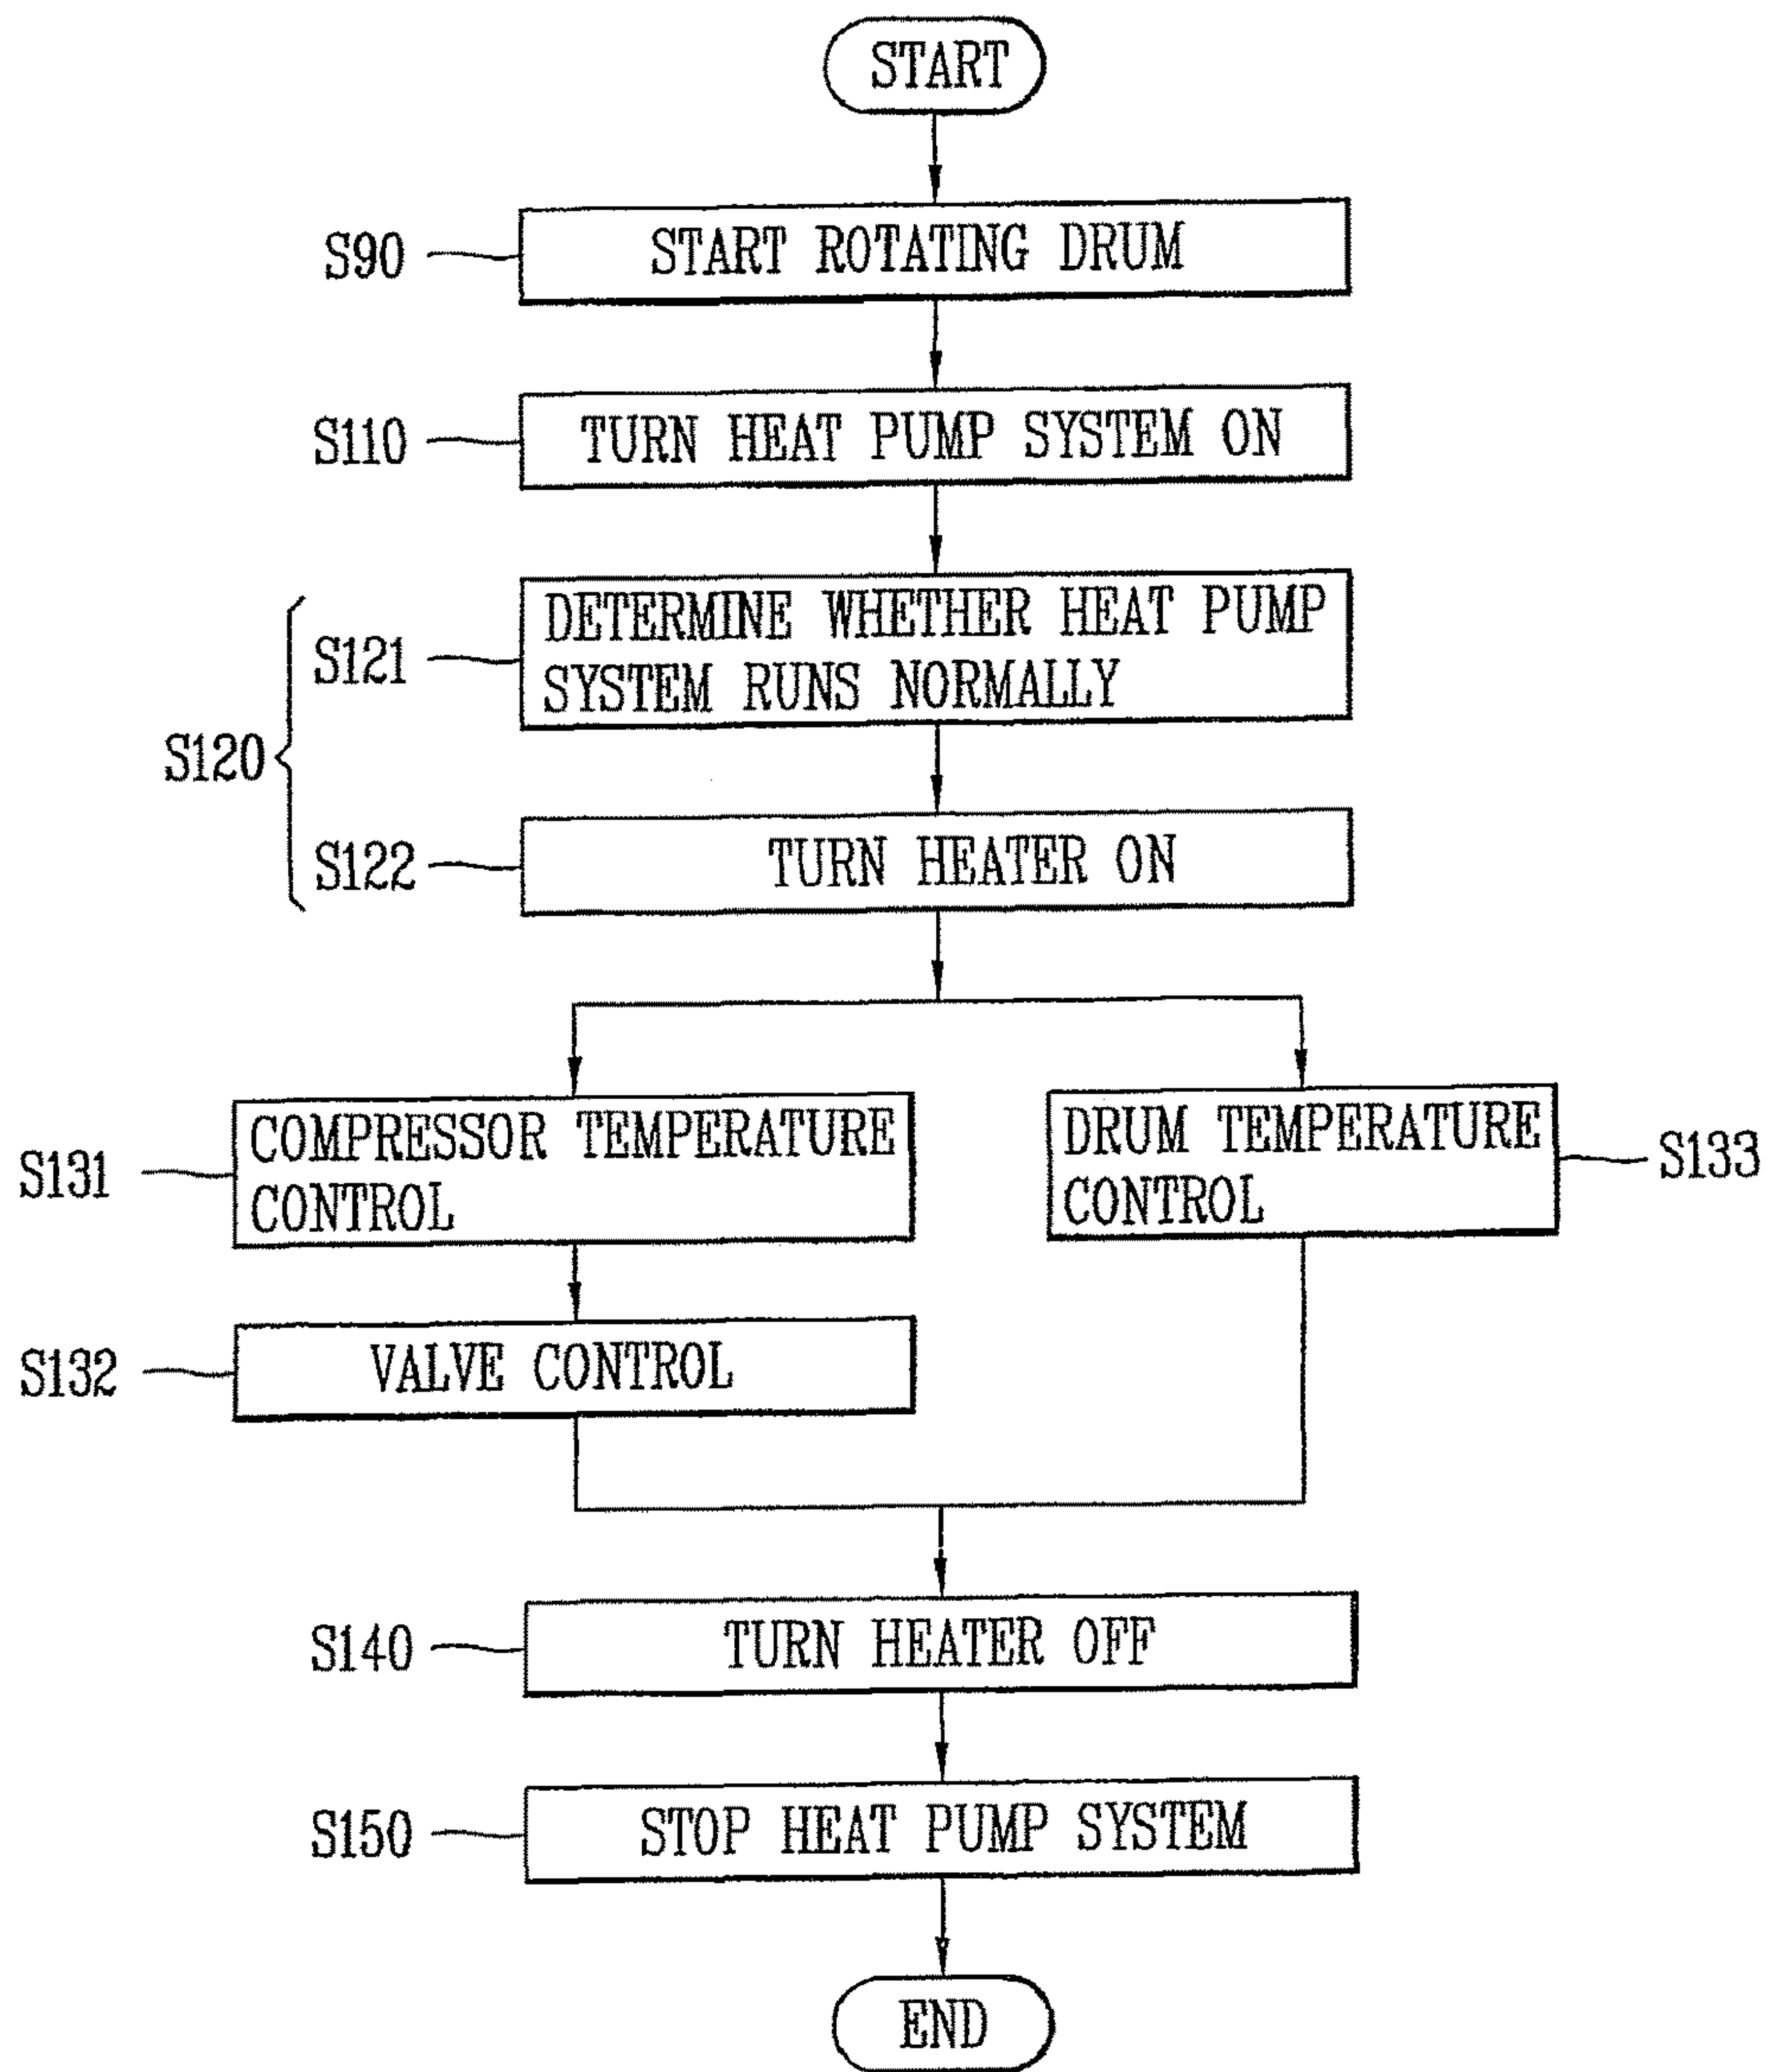 START
S90
START ROTATING DRUM
S110
TURN HEAT PUMP SYSTEM ON
S120
S121
DETERMINE WHETHER HEAT PUMP
SYSTEM RUNS NORMALLY
S122
TURN HEATER ON
S131
COMPRESSOR TEMPERATURE
CONTROL
DRUM TEMPERATURE
CONTROL
S133
S132
VALVE CONTROL
S140
TURN HEATER OFF
S150
STOP HEAT PUMP SYSTEM
END